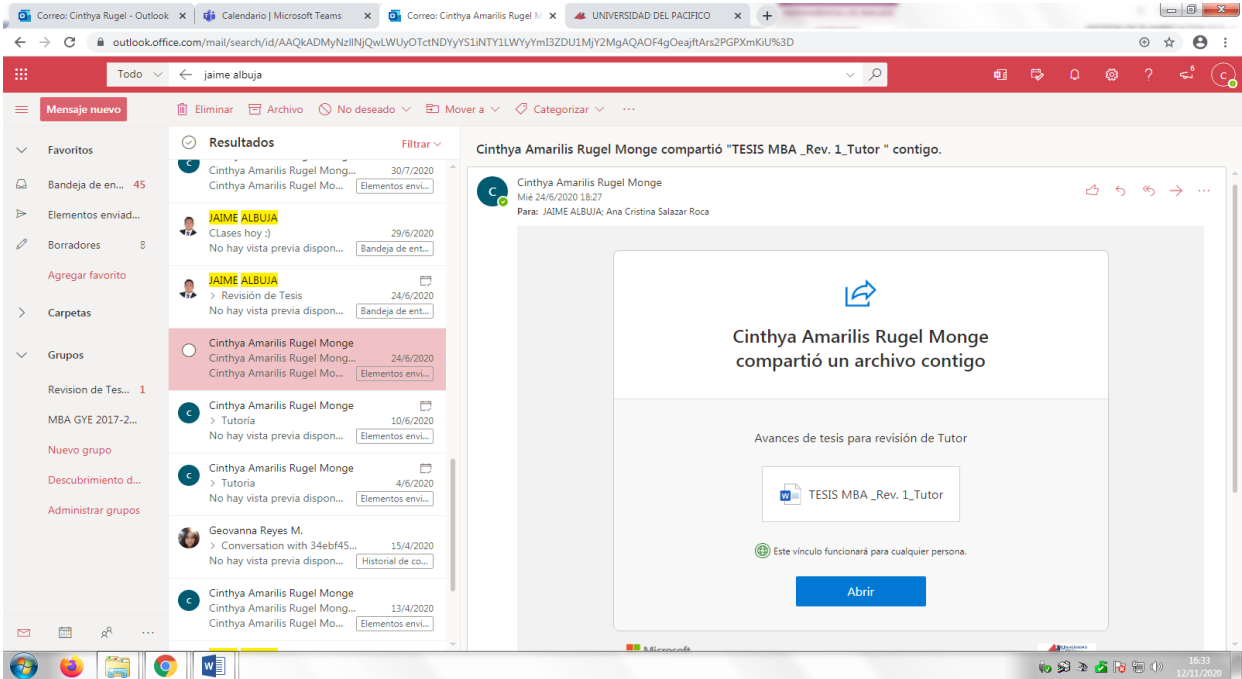 Correo: Cinthya Rugel - Outlook
Calendario | Microsoft Teams
Correo: Cinthya Amarilis Rugel M
UNIVERSIDAD DEL PACIFICO
outlook.office.com/mail/search/id/AAQkADMyNzllNjQwLWUyOTctNDYyYS1iNTY1LWYyYmI3ZDU1MjY2MgAQAOF4gOeajftArs2PGPXmKiU%3D
Todo
jaime albuja
6
C
Mensaje nuevo
Eliminar
Archivo
No deseado
Mover a
Categorizar
Favoritos
Bandeja de en... 45
Elementos enviad...
Borradores 8
Agregar favorito
Carpetas
Grupos
Revision de Tes... 1
MBA GYE 2017-2...
Nuevo grupo
Descubrimiento d...
Administrar grupos
Resultados
Filtrar
C
Cinthya Amarilis Rugel Mong... 30/7/2020
Cinthya Amarilis Rugel Mo... Elementos envi...
JAIME ALBUJA
CLases hoy :) 29/6/2020
No hay vista previa dispon... Bandeja de ent...
JAIME ALBUJA
> Revisión de Tesis 24/6/2020
No hay vista previa dispon... Bandeja de ent...
Cinthya Amarilis Rugel Monge
Cinthya Amarilis Rugel Mong... 24/6/2020
Cinthya Amarilis Rugel Mo... Elementos envi...
C
Cinthya Amarilis Rugel Monge
> Tutoría 10/6/2020
No hay vista previa dispon... Elementos envi...
C
Cinthya Amarilis Rugel Monge
> Tutoria 4/6/2020
No hay vista previa dispon... Elementos envi...
Geovanna Reyes M.
> Conversation with 34ebf45... 15/4/2020
No hay vista previa dispon... Historial de co...
C
Cinthya Amarilis Rugel Monge
Cinthya Amarilis Rugel Mong... 13/4/2020
Cinthya Amarilis Rugel Mo... Elementos envi...
Cinthya Amarilis Rugel Monge compartió "TESIS MBA _Rev. 1_Tutor " contigo.
C
Cinthya Amarilis Rugel Monge
Mié 24/6/2020 18:27
Para: JAIME ALBUJA; Ana Cristina Salazar Roca
Cinthya Amarilis Rugel Monge
compartió un archivo contigo
Avances de tesis para revisión de Tutor
TESIS MBA _Rev. 1_Tutor
Este vínculo funcionará para cualquier persona.
Abrir
Microsoft
UNIVERSIDAD
16:33
12/11/2020